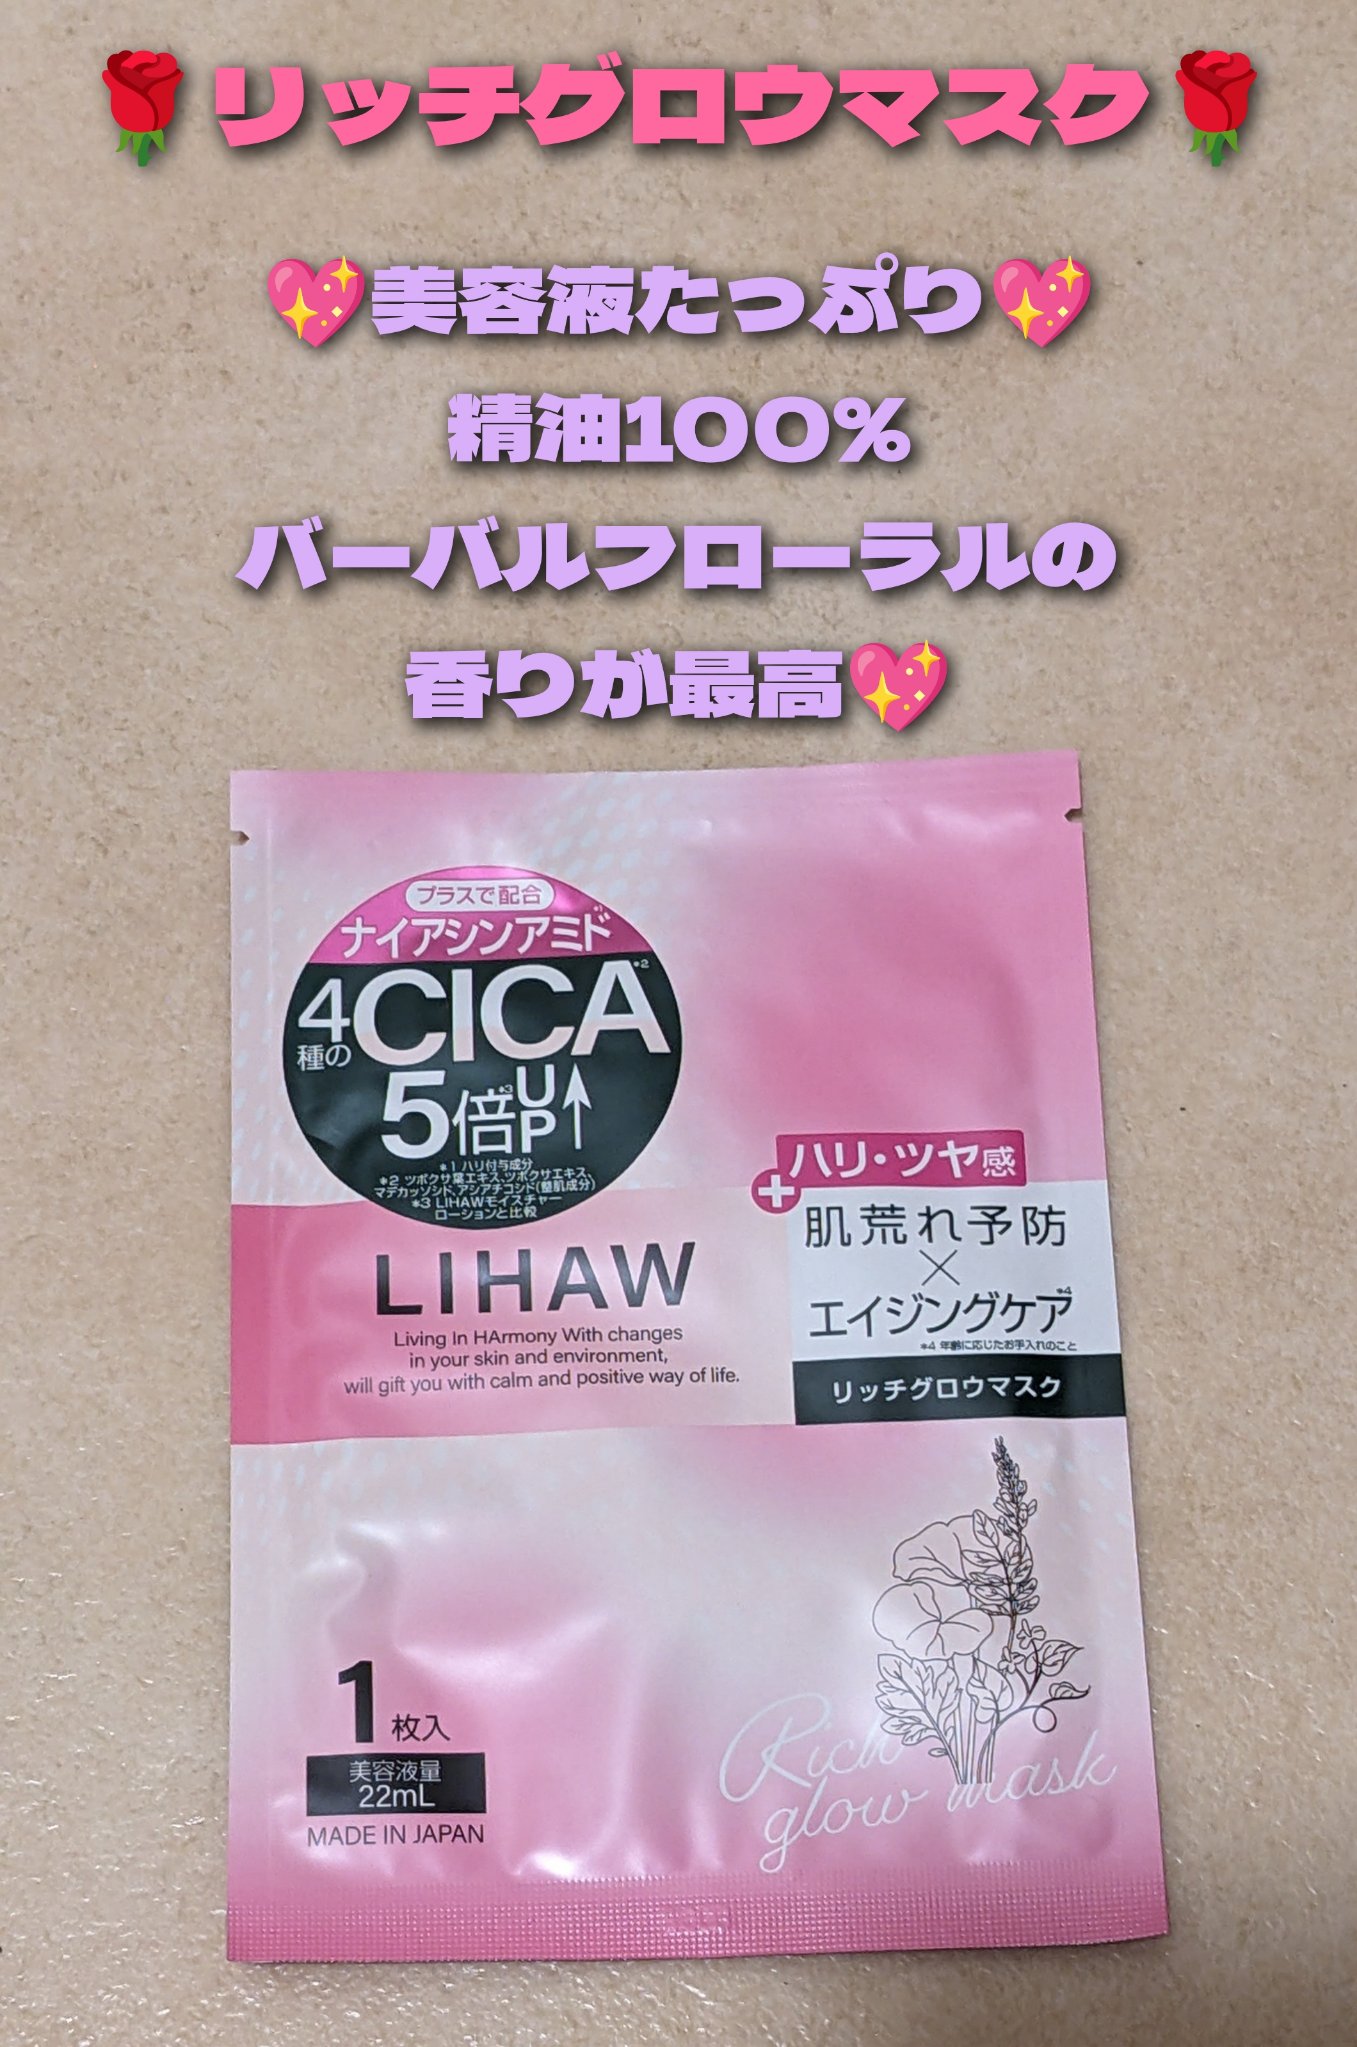 🌹リッチグロウマスク🌹
💖美容液たっぷり💖
精油100%
バーバルフローラルの
香りが最高💖
プラスで配合
ナイアシンアミド*1
4種のCICA*2
5倍*3UP↑
*1 ハリ付与成分
*2 ツボクサ葉エキス、ツボクサエキス、
マデカッソシド、アシアチコシド(整肌成分)
*3 LIHAWモイスチャー
ローションと比較
LIHAW
Living In HArmony With changes
in your skin and environment,
will gift you with calm and positive way of life.
+ハリ・ツヤ感
肌荒れ予防
×
エイジングケア*4
*4 年齢に応じたお手入れのこと
リッチグロウマスク
1枚入
美容液量
22mL
MADE IN JAPAN
Rich
glow mask